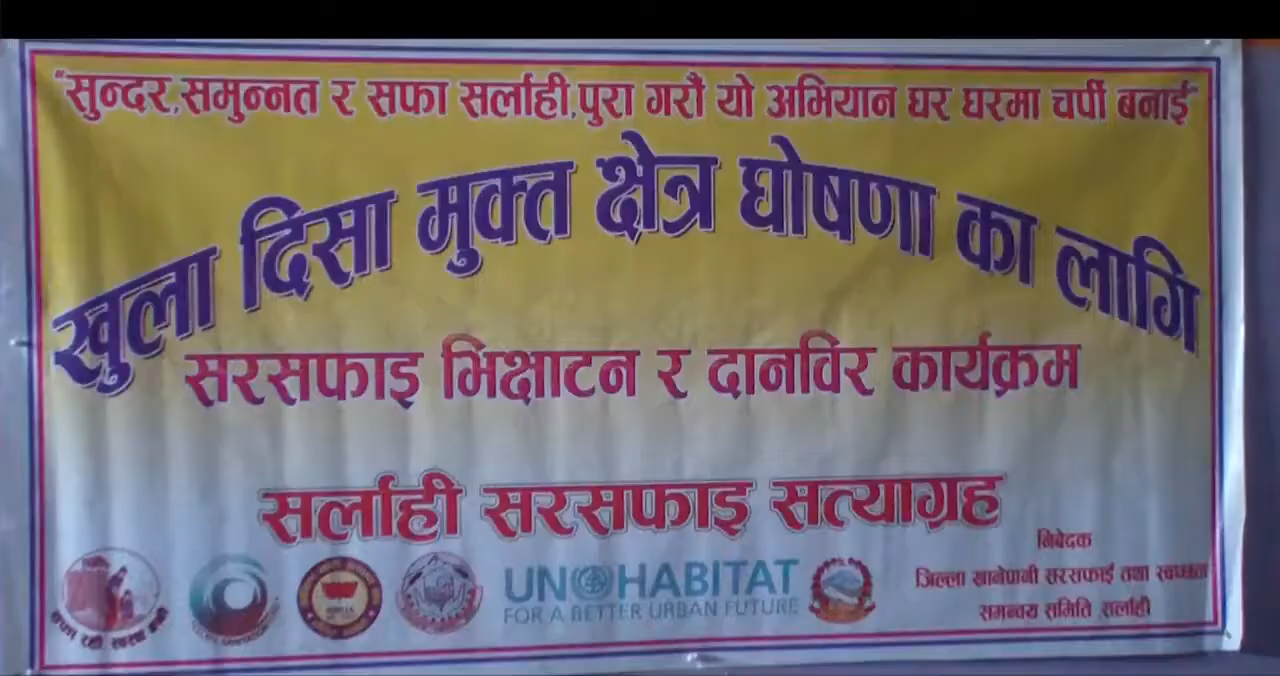 "सुन्दर,समुन्नत र सफा सर्लाही,पुरा गरौं यो अभियान घर घरमा चर्पी बनाई"
खुला दिसा मुक्त क्षेत्र घोषणा का लागि
सरसफाइ भिक्षाटन र दानविर कार्यक्रम
सर्लाही सरसफाइ सत्याग्रह
UN HABITAT
FOR A BETTER URBAN FUTURE
निवेदक
जिल्ला खानेपानी सरसफाई तथा स्वच्छता
समन्वय समिति सर्लाही